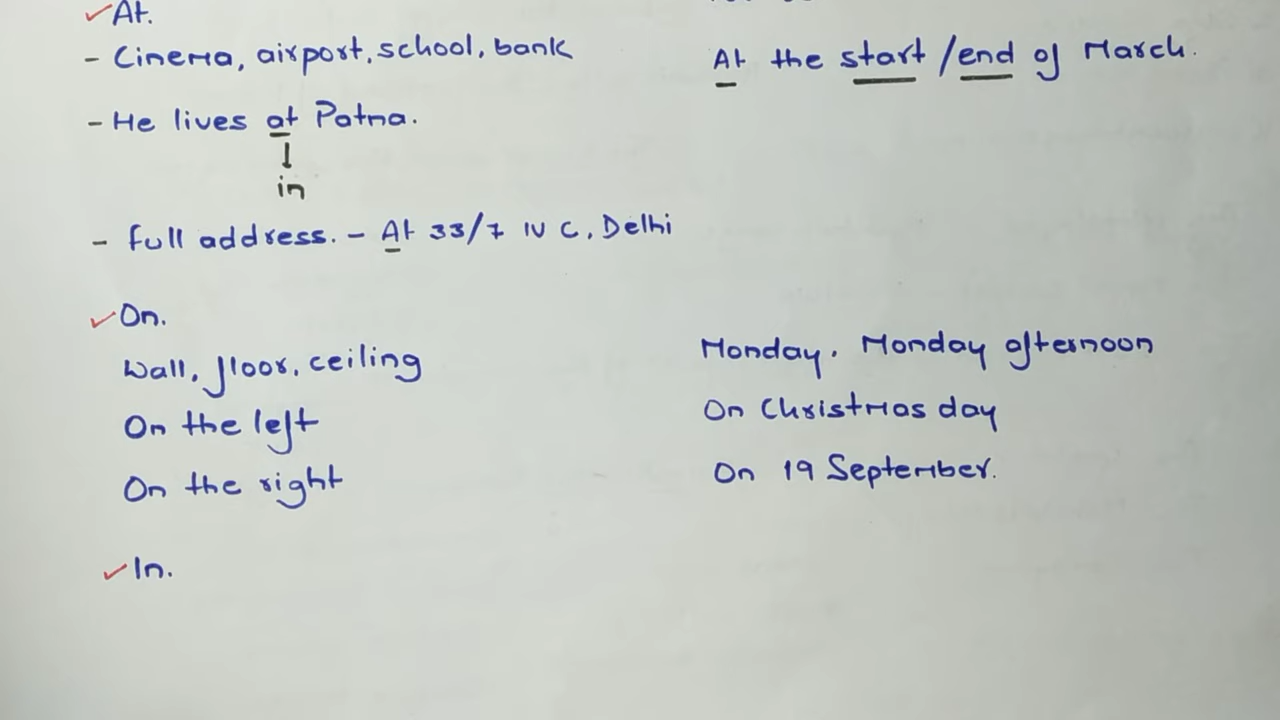 At.
- Cinema, airport, school, bank
At the start / end of March.
- He lives at Patna.
in
- full address. - At 33/7 IV C, Delhi
On.
Wall, floor, ceiling
On the left
On the right
Monday, Monday afternoon
On Christmas day
On 19 September.
In.